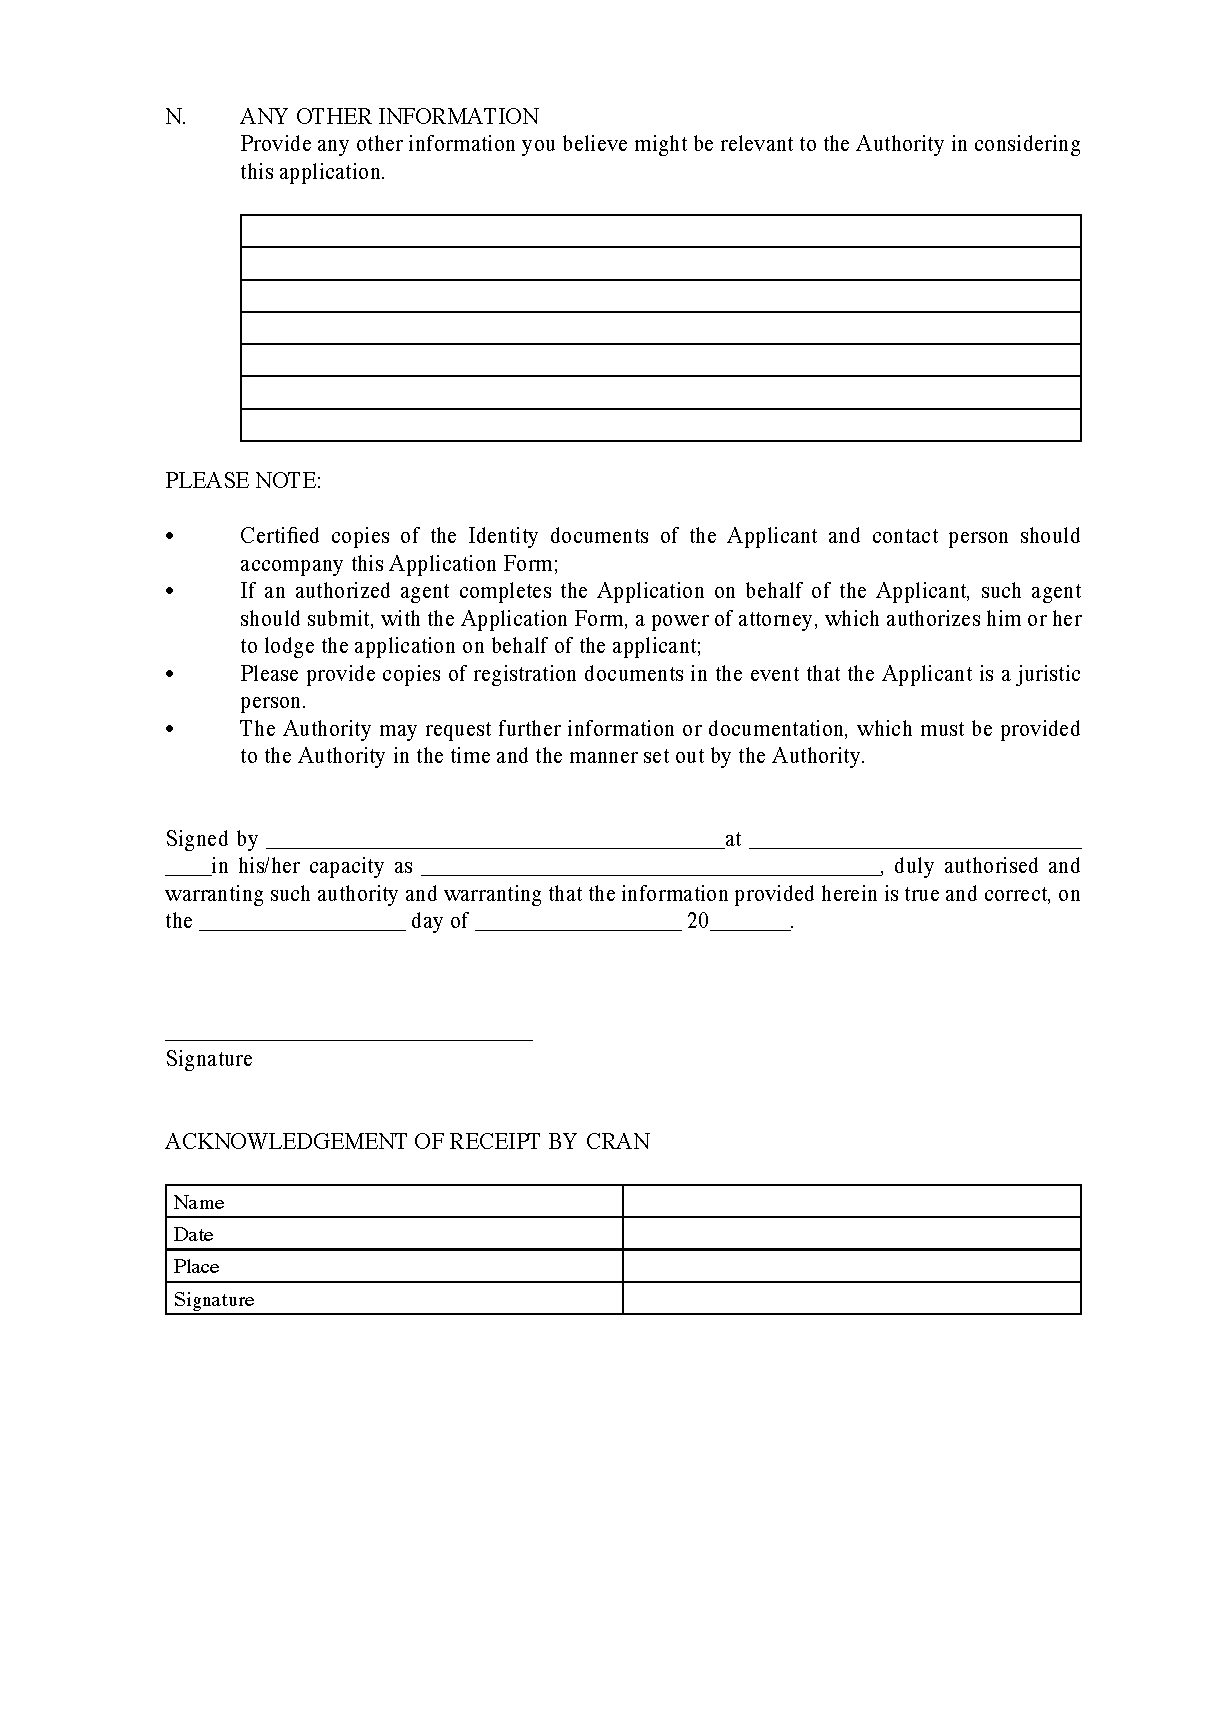 N. ANY OTHER INFORMATION
Provide any other information you believe might be relevant to the Authority in considering
this application.
PLEASE NOTE:
• Certified copies of the Identity documents of the Applicant and contact person should
accompany this Application Form;
• If an authorized agent completes the Application on behalf of the Applicant, such agent
should submit, with the Application Form, a power of attorney, which authorizes him or her
to lodge the application on behalf of the applicant;
• Please provide copies of registration documents in the event that the Applicant is a juristic
person.
• The Authority may request further information or documentation, which must be provided
to the Authority in the time and the manner set out by the Authority.
Signed by ________________________________________at _____________________________
____in his/her capacity as ________________________________________, duly authorised and
warranting such authority and warranting that the information provided herein is true and correct, on
the __________________ day of __________________ 20_______.
________________________________
Signature
ACKNOWLEDGEMENT OF RECEIPT BY CRAN
Name
Date
Place
Signature